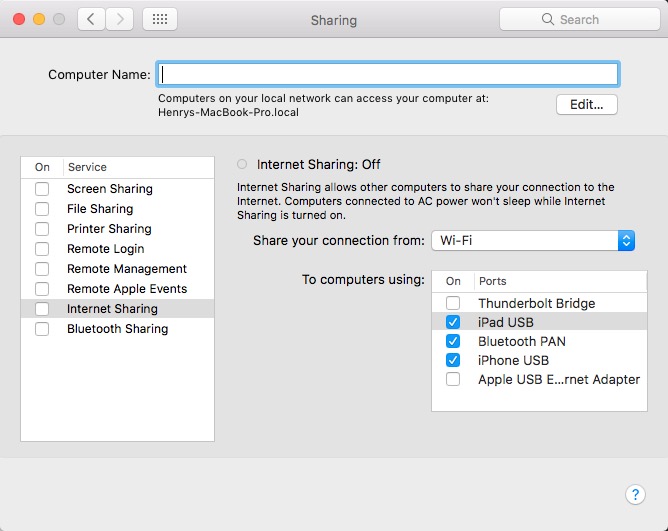 Sharing
Search
Computer Name:
Computers on your local network can access your computer at:
Henrys-MacBook-Pro.local
Edit...
On Service
Screen Sharing
File Sharing
Printer Sharing
Remote Login
Remote Management
Remote Apple Events
Internet Sharing
Bluetooth Sharing
Internet Sharing: Off
Internet Sharing allows other computers to share your connection to the
Internet. Computers connected to AC power won't sleep while Internet
Sharing is turned on.
Share your connection from: Wi-Fi
To computers using:
On Ports
Thunderbolt Bridge
iPad USB
Bluetooth PAN
iPhone USB
Apple USB E...rnet Adapter
?